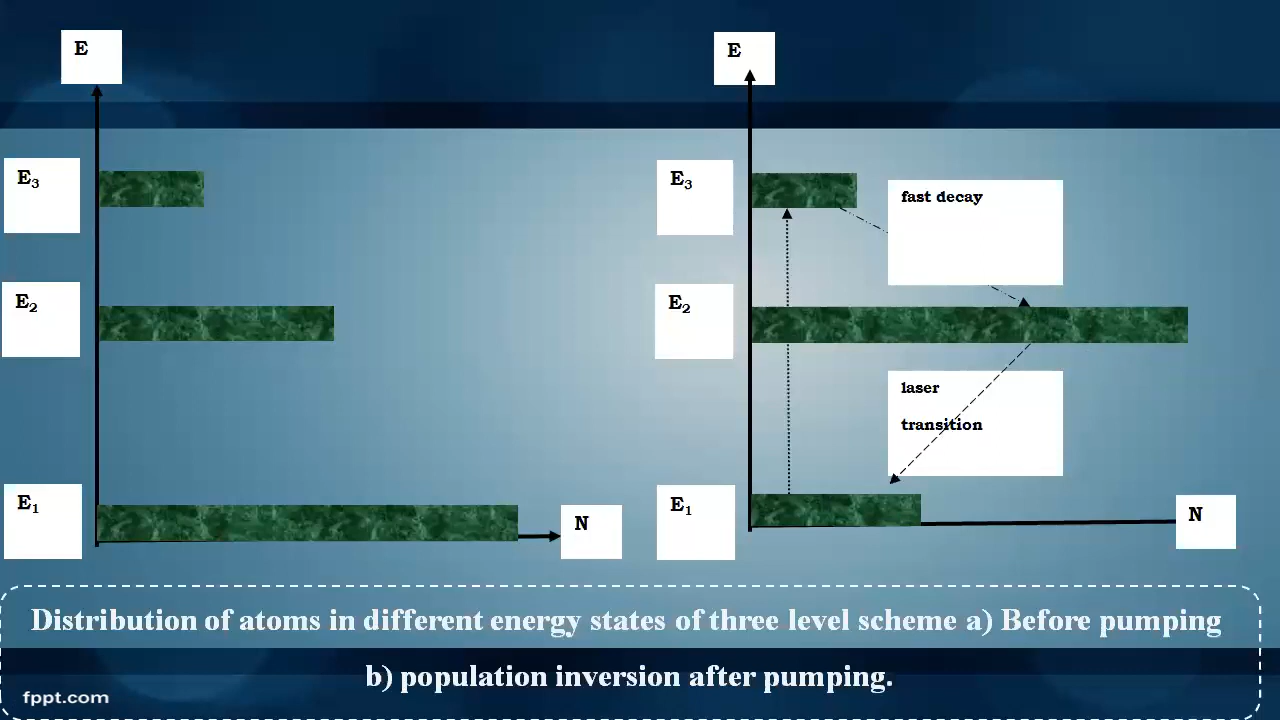 E
E₃
E₂
E₁
N
E
E₃
fast decay
E₂
laser
transition
E₁
N
Distribution of atoms in different energy states of three level scheme a) Before pumping
b) population inversion after pumping.
fppt.com